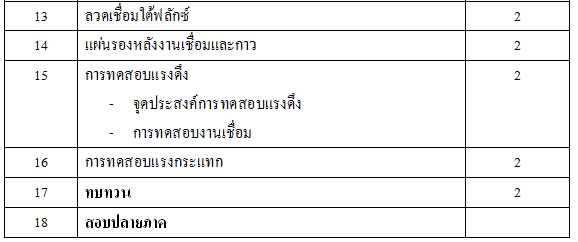 13 ลวดเชื่อมใต้ฟลักซ์ 2
14 แผ่นรองหลังงานเชื่อมและกาว 2
15 การทดสอบแรงดึง 2
- จุดประสงค์การทดสอบแรงดึง
- การทดสอบงานเชื่อม
16 การทดสอบแรงกระแทก 2
17 ทบทวน 2
18 สอบปลายภาค